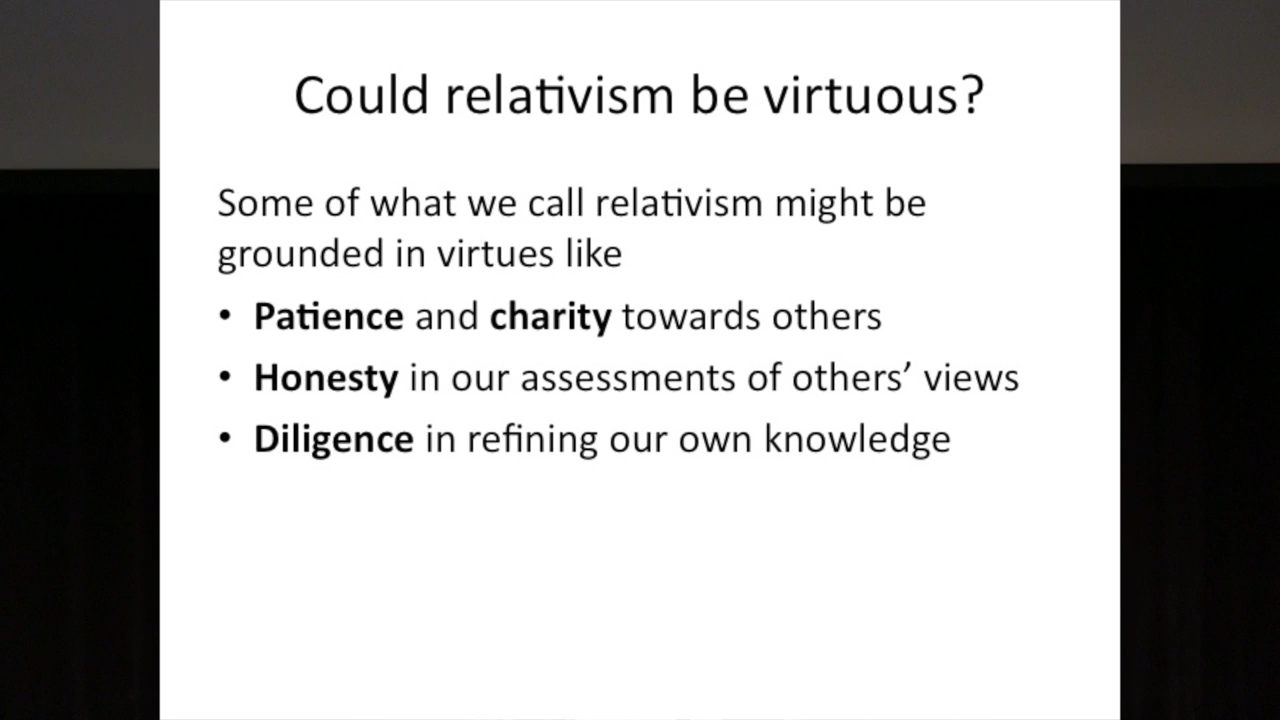 Could relativism be virtuous?
Some of what we call relativism might be
grounded in virtues like
• Patience and charity towards others
• Honesty in our assessments of others’ views
• Diligence in refining our own knowledge